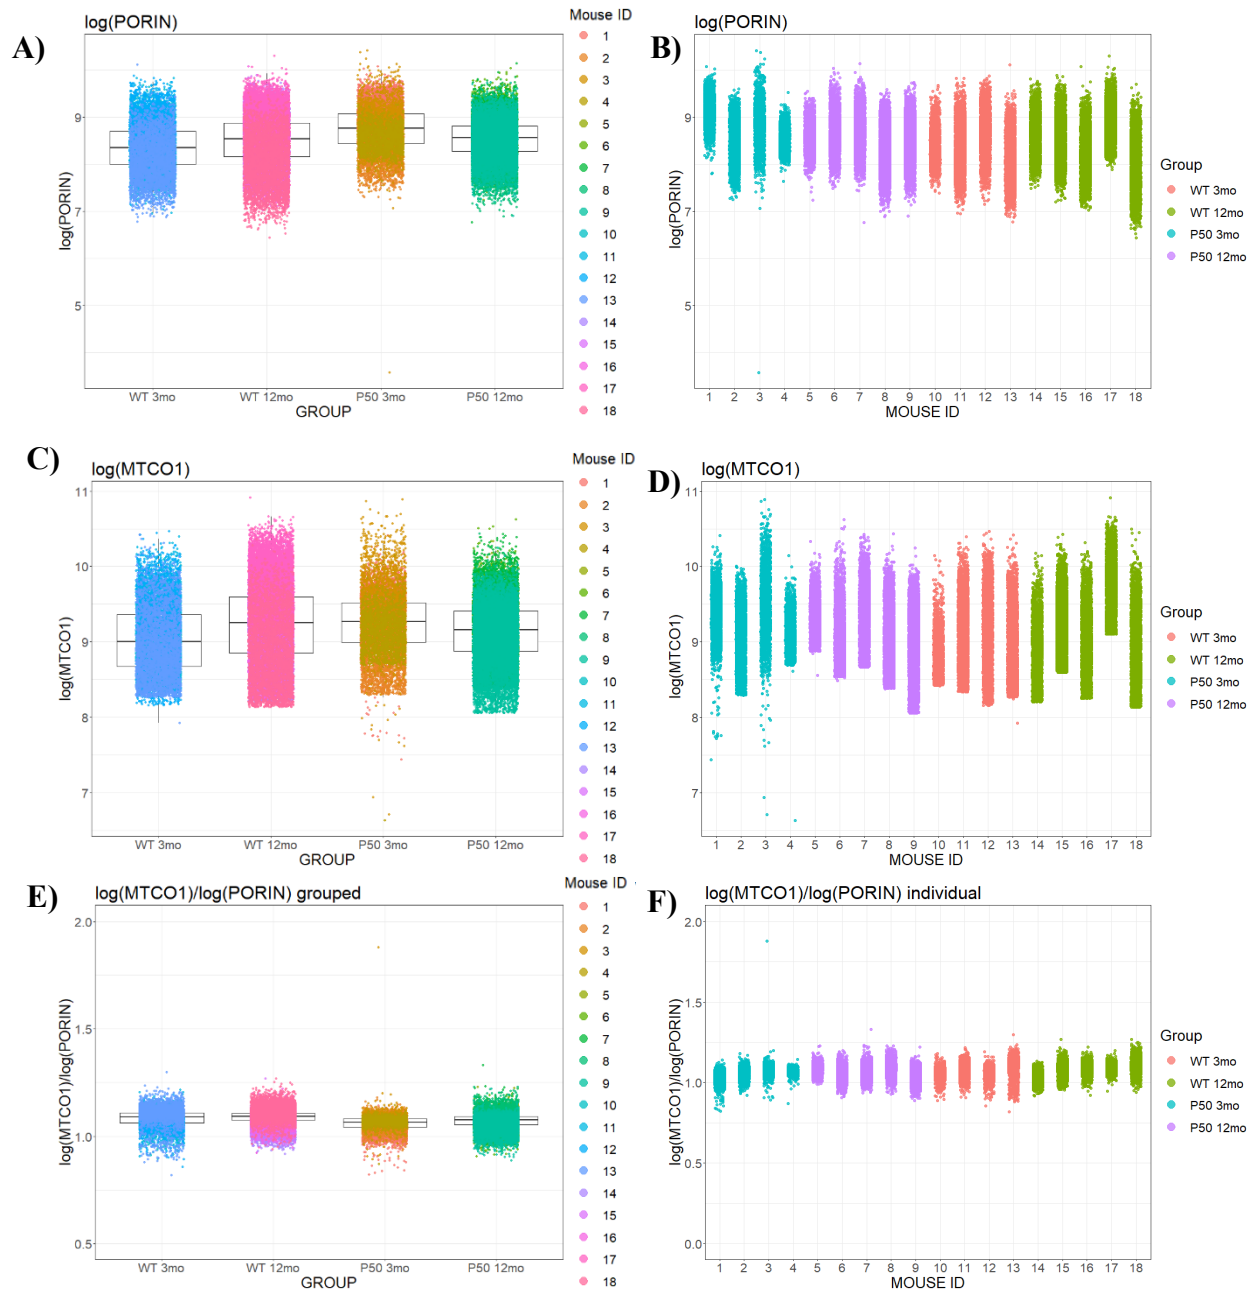 A)
log(PORIN)
log(PORIN)
9
7
5
WT 3mo WT 12mo P50 3mo P50 12mo
GROUP
Mouse ID
1
2
3
4
5
6
7
8
9
10
11
12
13
14
15
16
17
18
B)
log(PORIN)
log(PORIN)
9
7
5
1 2 3 4 5 6 7 8 9 10 11 12 13 14 15 16 17 18
MOUSE ID
Group
WT 3mo
WT 12mo
P50 3mo
P50 12mo
C)
log(MTCO1)
log(MTCO1)
11
10
9
8
7
WT 3mo WT 12mo P50 3mo P50 12mo
GROUP
Mouse ID
1
2
3
4
5
6
7
8
9
10
11
12
13
14
15
16
17
18
D)
log(MTCO1)
log(MTCO1)
11
10
9
8
7
1 2 3 4 5 6 7 8 9 10 11 12 13 14 15 16 17 18
MOUSE ID
Group
WT 3mo
WT 12mo
P50 3mo
P50 12mo
E)
log(MTCO1)/log(PORIN) grouped
log(MTCO1)/log(PORIN)
2.0
1.5
1.0
0.5
WT 3mo WT 12mo P50 3mo P50 12mo
GROUP
Mouse ID
1
2
3
4
5
6
7
8
9
10
11
12
13
14
15
16
17
18
F)
log(MTCO1)/log(PORIN) individual
log(MTCO1)/log(PORIN)
2.0
1.5
1.0
0.5
0.0
1 2 3 4 5 6 7 8 9 10 11 12 13 14 15 16 17 18
MOUSE ID
Group
WT 3mo
WT 12mo
P50 3mo
P50 12mo